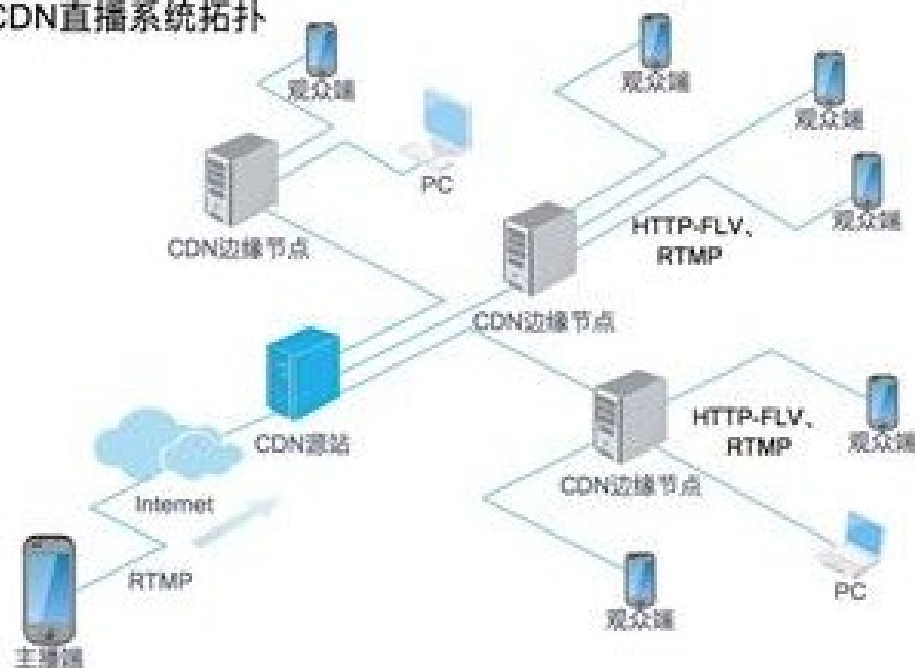 CDN直播系统拓扑
观众端
观众端
观众端
PC
观众端
HTTP-FLV、
RTMP
CDN边缘节点
CDN边缘节点
HTTP-FLV、
RTMP
观众端
CDN源站
CDN边缘节点
Internet
RTMP
PC
观众端
主播端